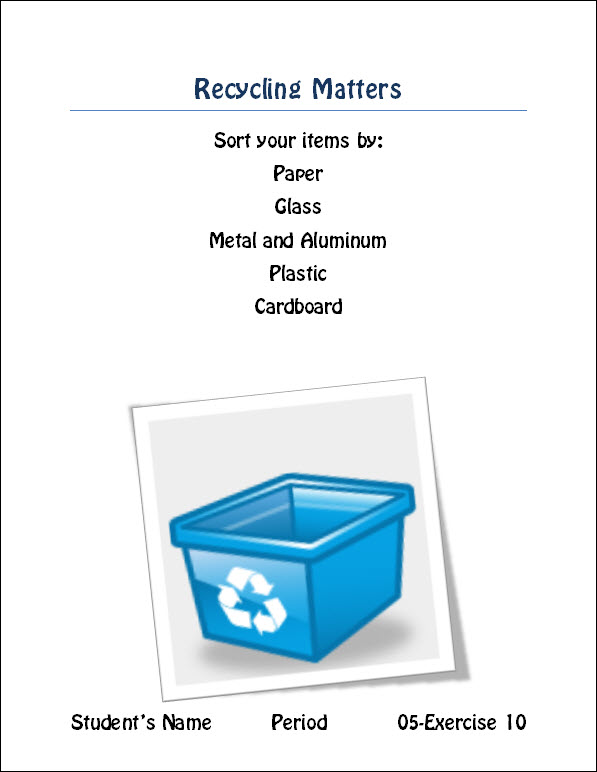 Recycling Matters
Sort your items by:
Paper
Glass
Metal and Aluminum
Plastic
Cardboard
Student's Name Period 05-Exercise 10